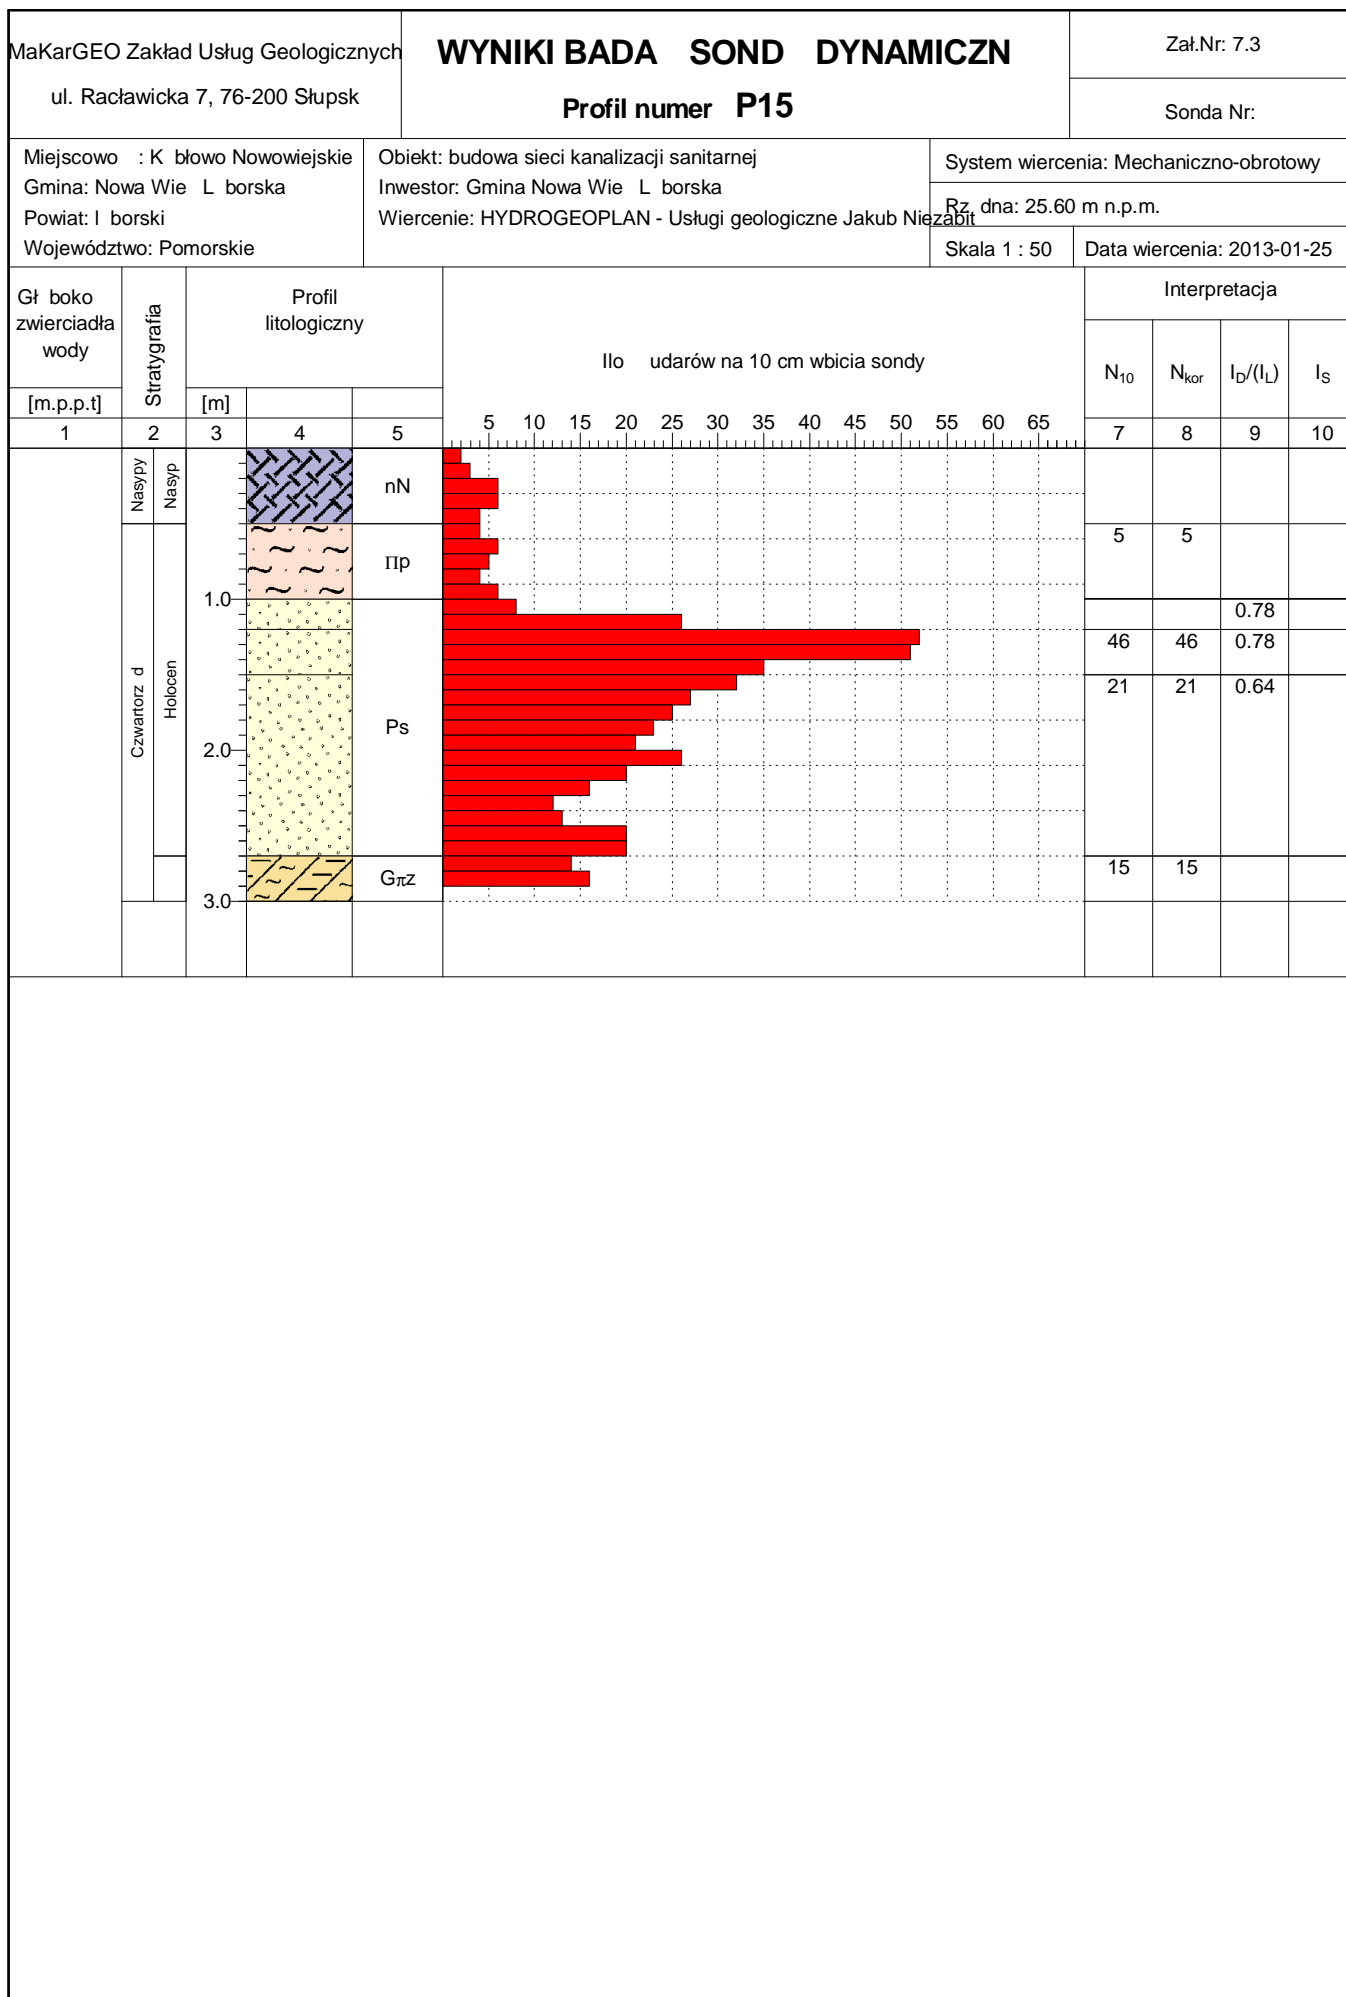 MaKarGEO Zakład Usług Geologicznych
ul. Racławicka 7, 76-200 Słupsk
WYNIKI BADA SOND DYNAMICZN
Profil numer P15
Zał.Nr: 7.3
Sonda Nr:
Miejscowo : K błowo Nowowiejskie
Gmina: Nowa Wie L borska
Powiat: l borski
Województwo: Pomorskie
Obiekt: budowa sieci kanalizacji sanitarnej
Inwestor: Gmina Nowa Wie L borska
Wiercenie: HYDROGEOPLAN - Usługi geologiczne Jakub Niezabit
System wiercenia: Mechaniczno-obrotowy
Rz dna: 25.60 m n.p.m.
Skala 1 : 50
Data wiercenia: 2013-01-25
Gł boko
zwierciadła
wody
[m.p.p.t]
Stratygrafia
Profil
litologiczny
[m]
Ilo udarów na 10 cm wbicia sondy
Interpretacja
N10 Nkor ID/(IL) IS
5 10 15 20 25 30 35 40 45 50 55 60 65
1 2 3 4 5 7 8 9 10
Nasypy
Nasyp
nN
Πp
5 5
1.0
0.78
46 46 0.78
21 21 0.64
Czwartorz d
Holocen
Ps
2.0
Gπz
15 15
3.0